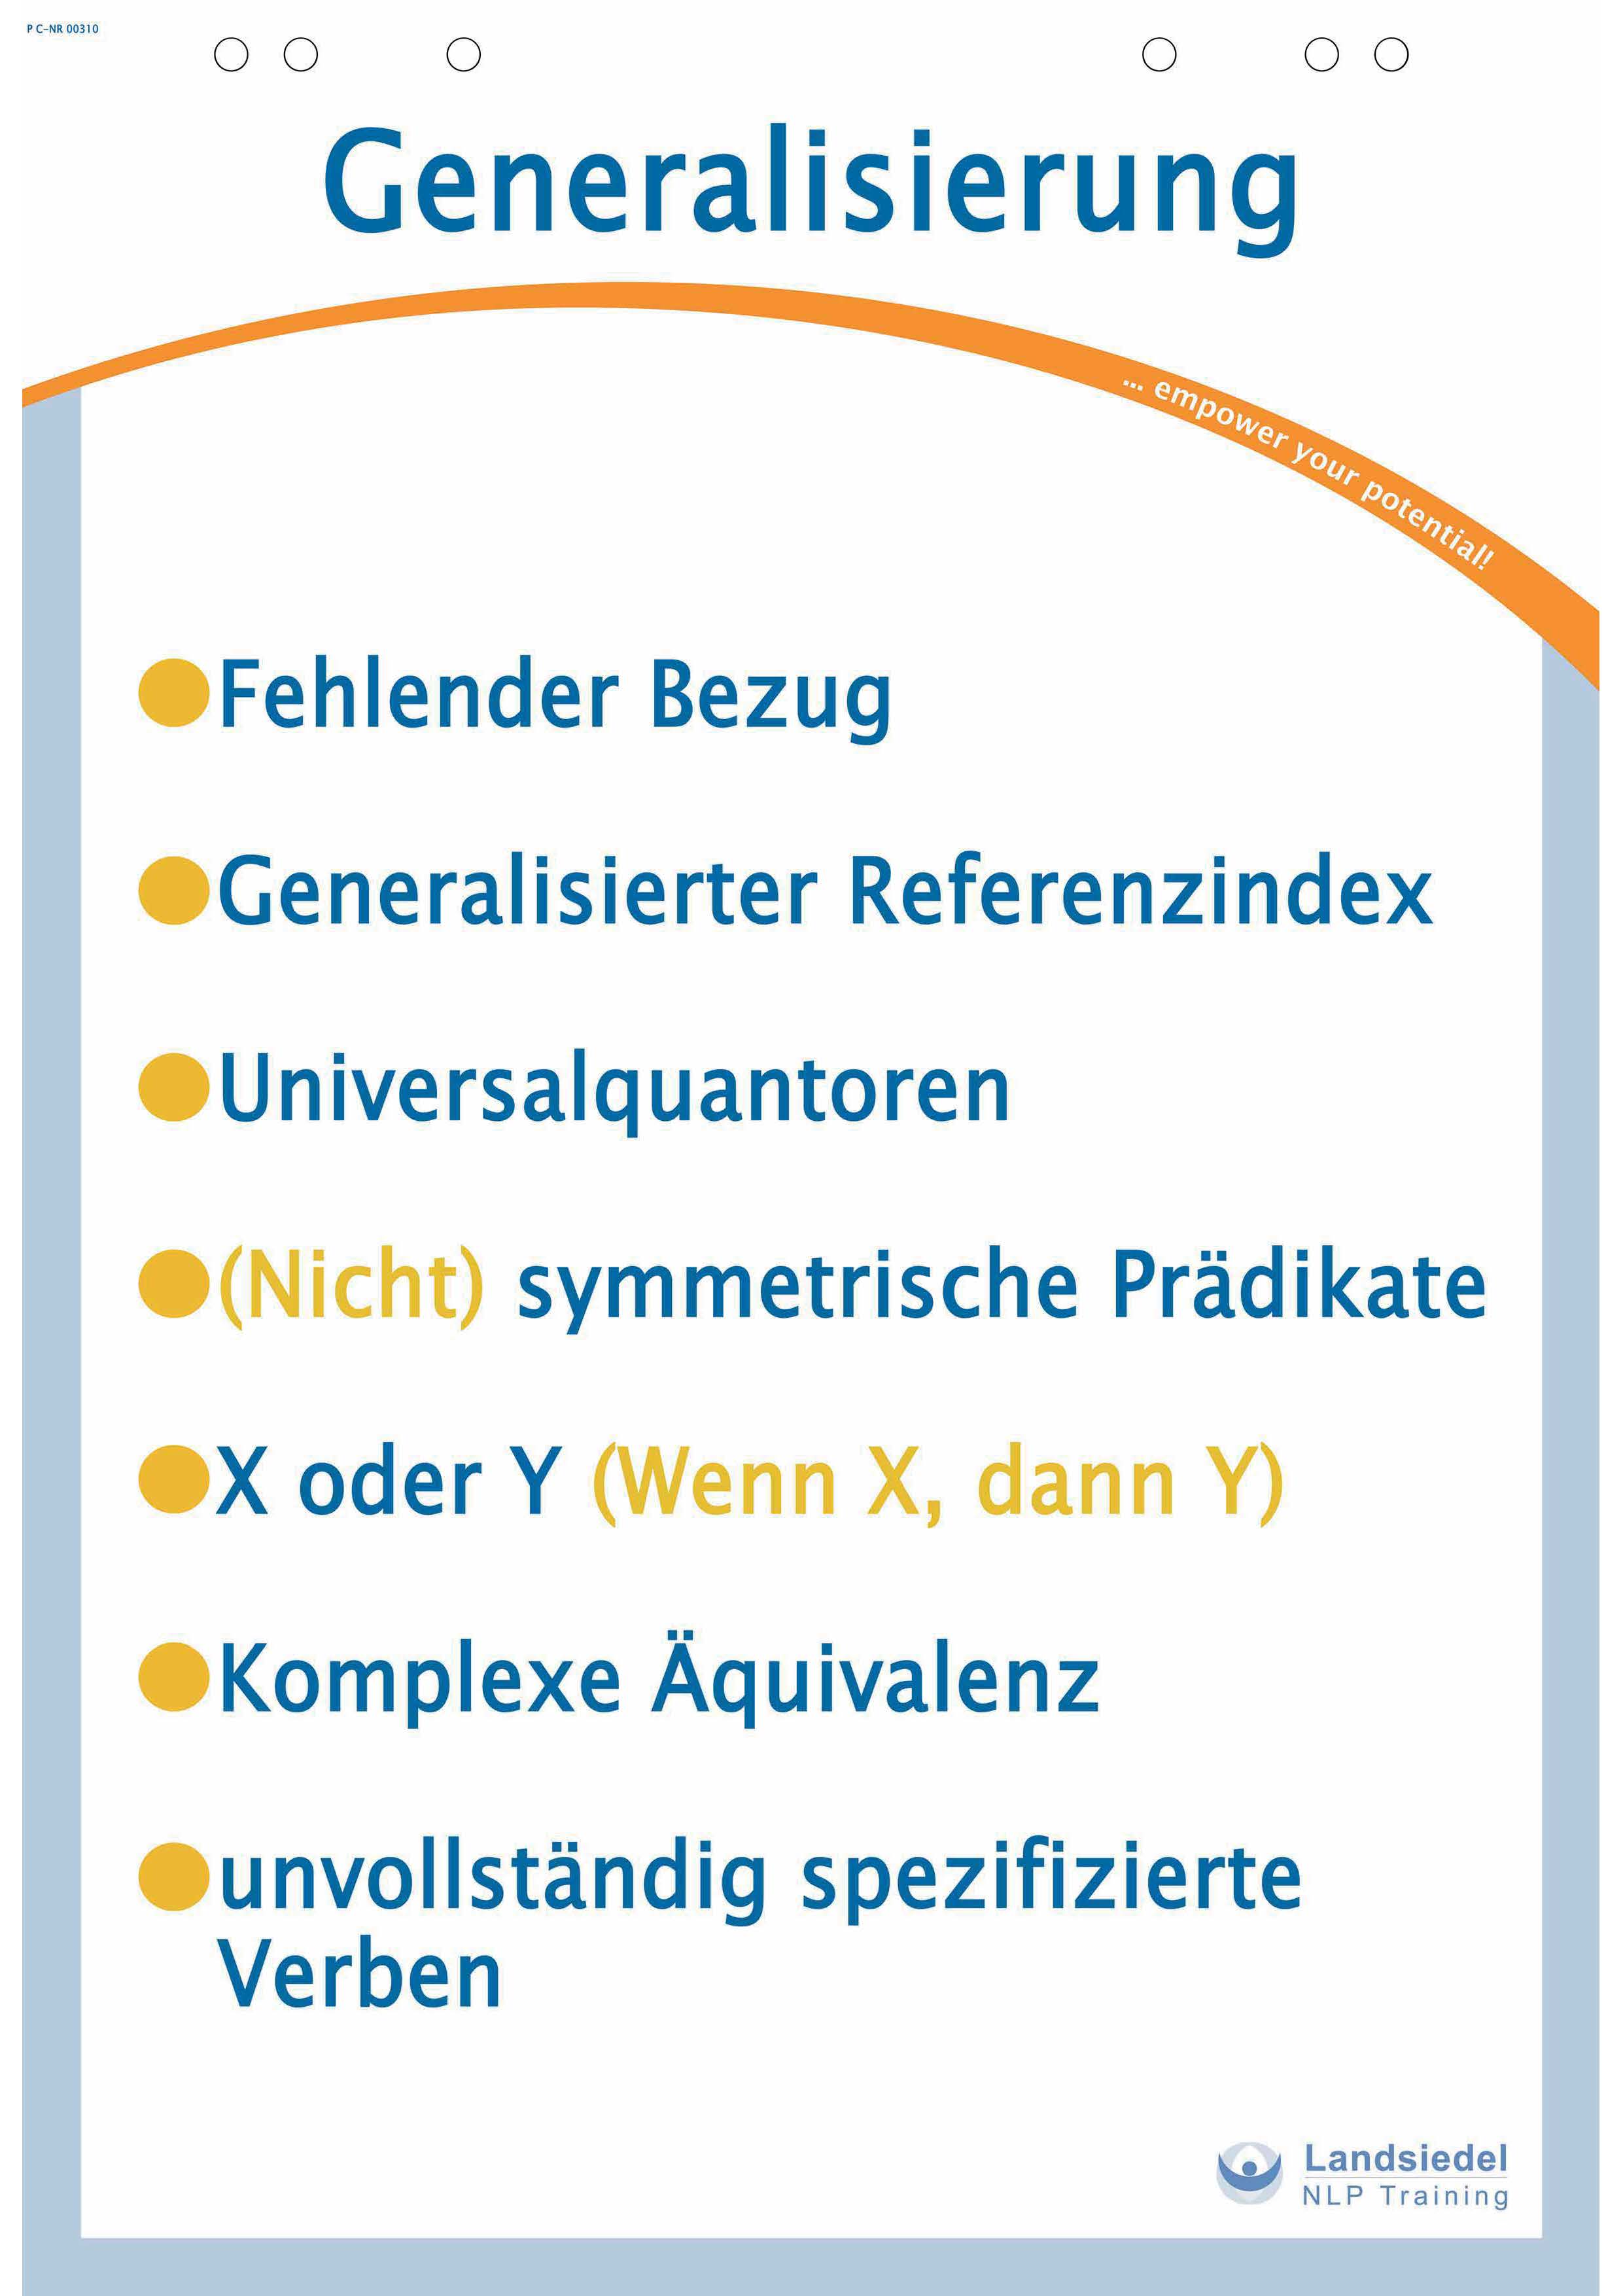 P C-NR 00310
Generalisierung
... empower your potential!
Fehlender Bezug
Generalisierter Referenzindex
Universalquantoren
(Nicht) symmetrische Prädikate
X oder Y (Wenn X, dann Y)
Komplexe Äquivalenz
unvollständig spezifizierte
Verben
Landsiedel
NLP Training